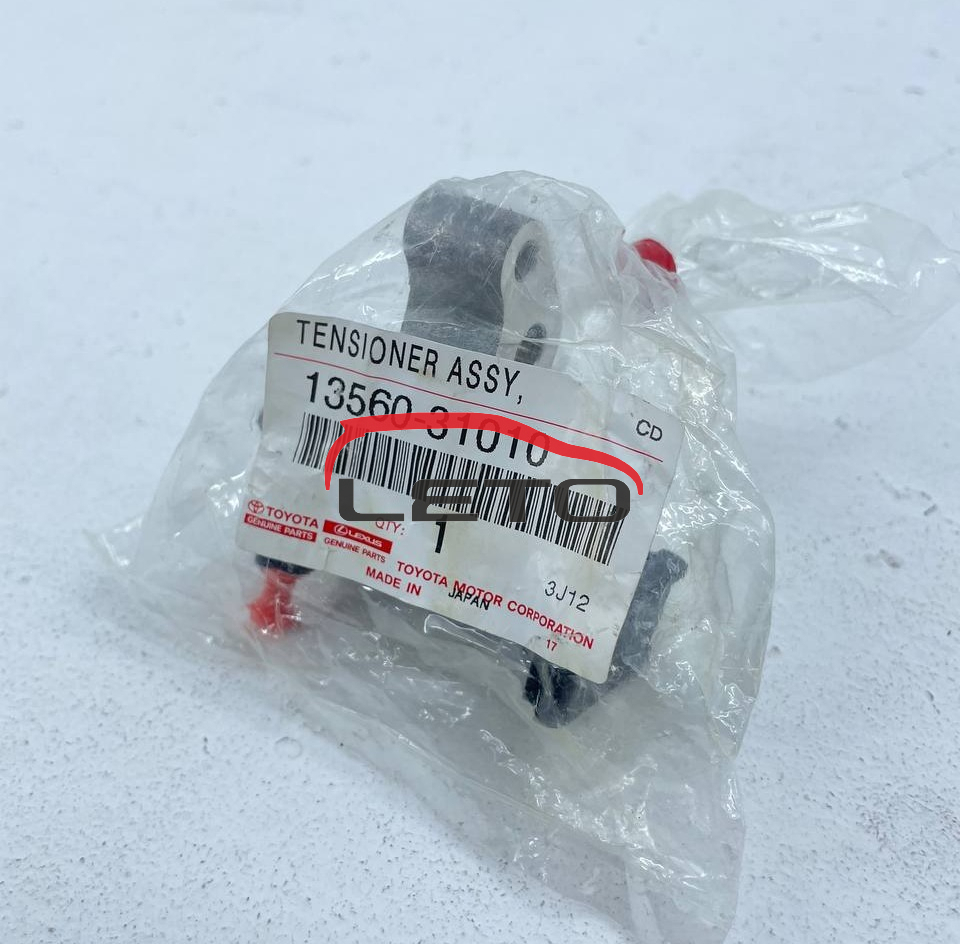 TENSIONER ASSY,
13560-31010
CD
LETO
TOYOTA
GENUINE PARTS
LEXUS
GENUINE PARTS
QTY:
1
TOYOTA MOTOR CORPORATION
MADE IN JAPAN
3J12
17